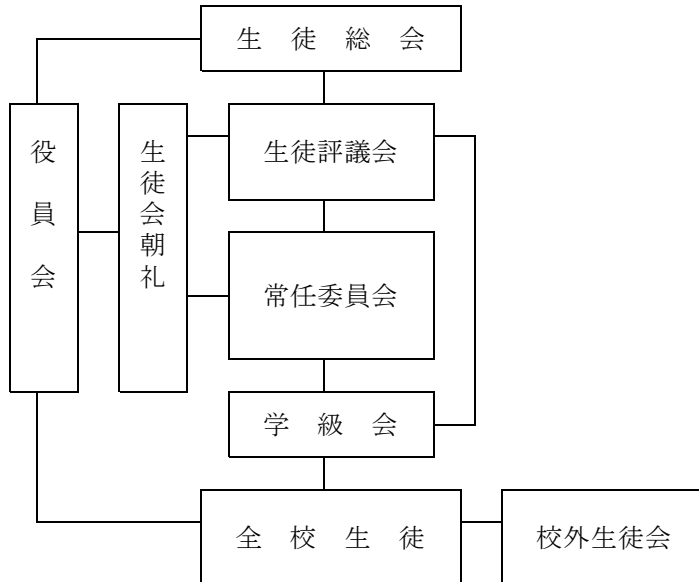 生　徒　総　会
役員会
生徒会朝礼
生徒評議会
常任委員会
学　級　会
全　校　生　徒
校外生徒会